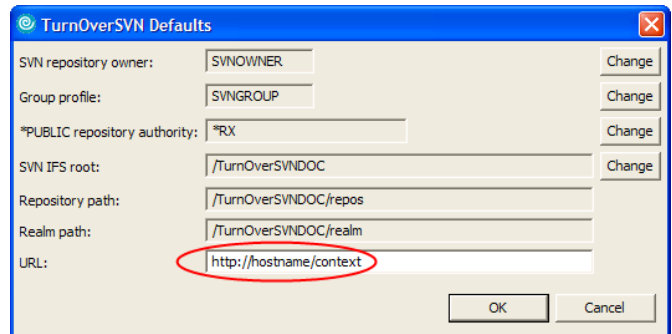 TurnOverSVN Defaults
SVN repository owner: SVNOWNER Change
Group profile: SVNGROUP Change
*PUBLIC repository authority: *RX Change
SVN IFS root: /TurnOverSVNDOC Change
Repository path: /TurnOverSVNDOC/repos
Realm path: /TurnOverSVNDOC/realm
URL: http://hostname/context
OK Cancel